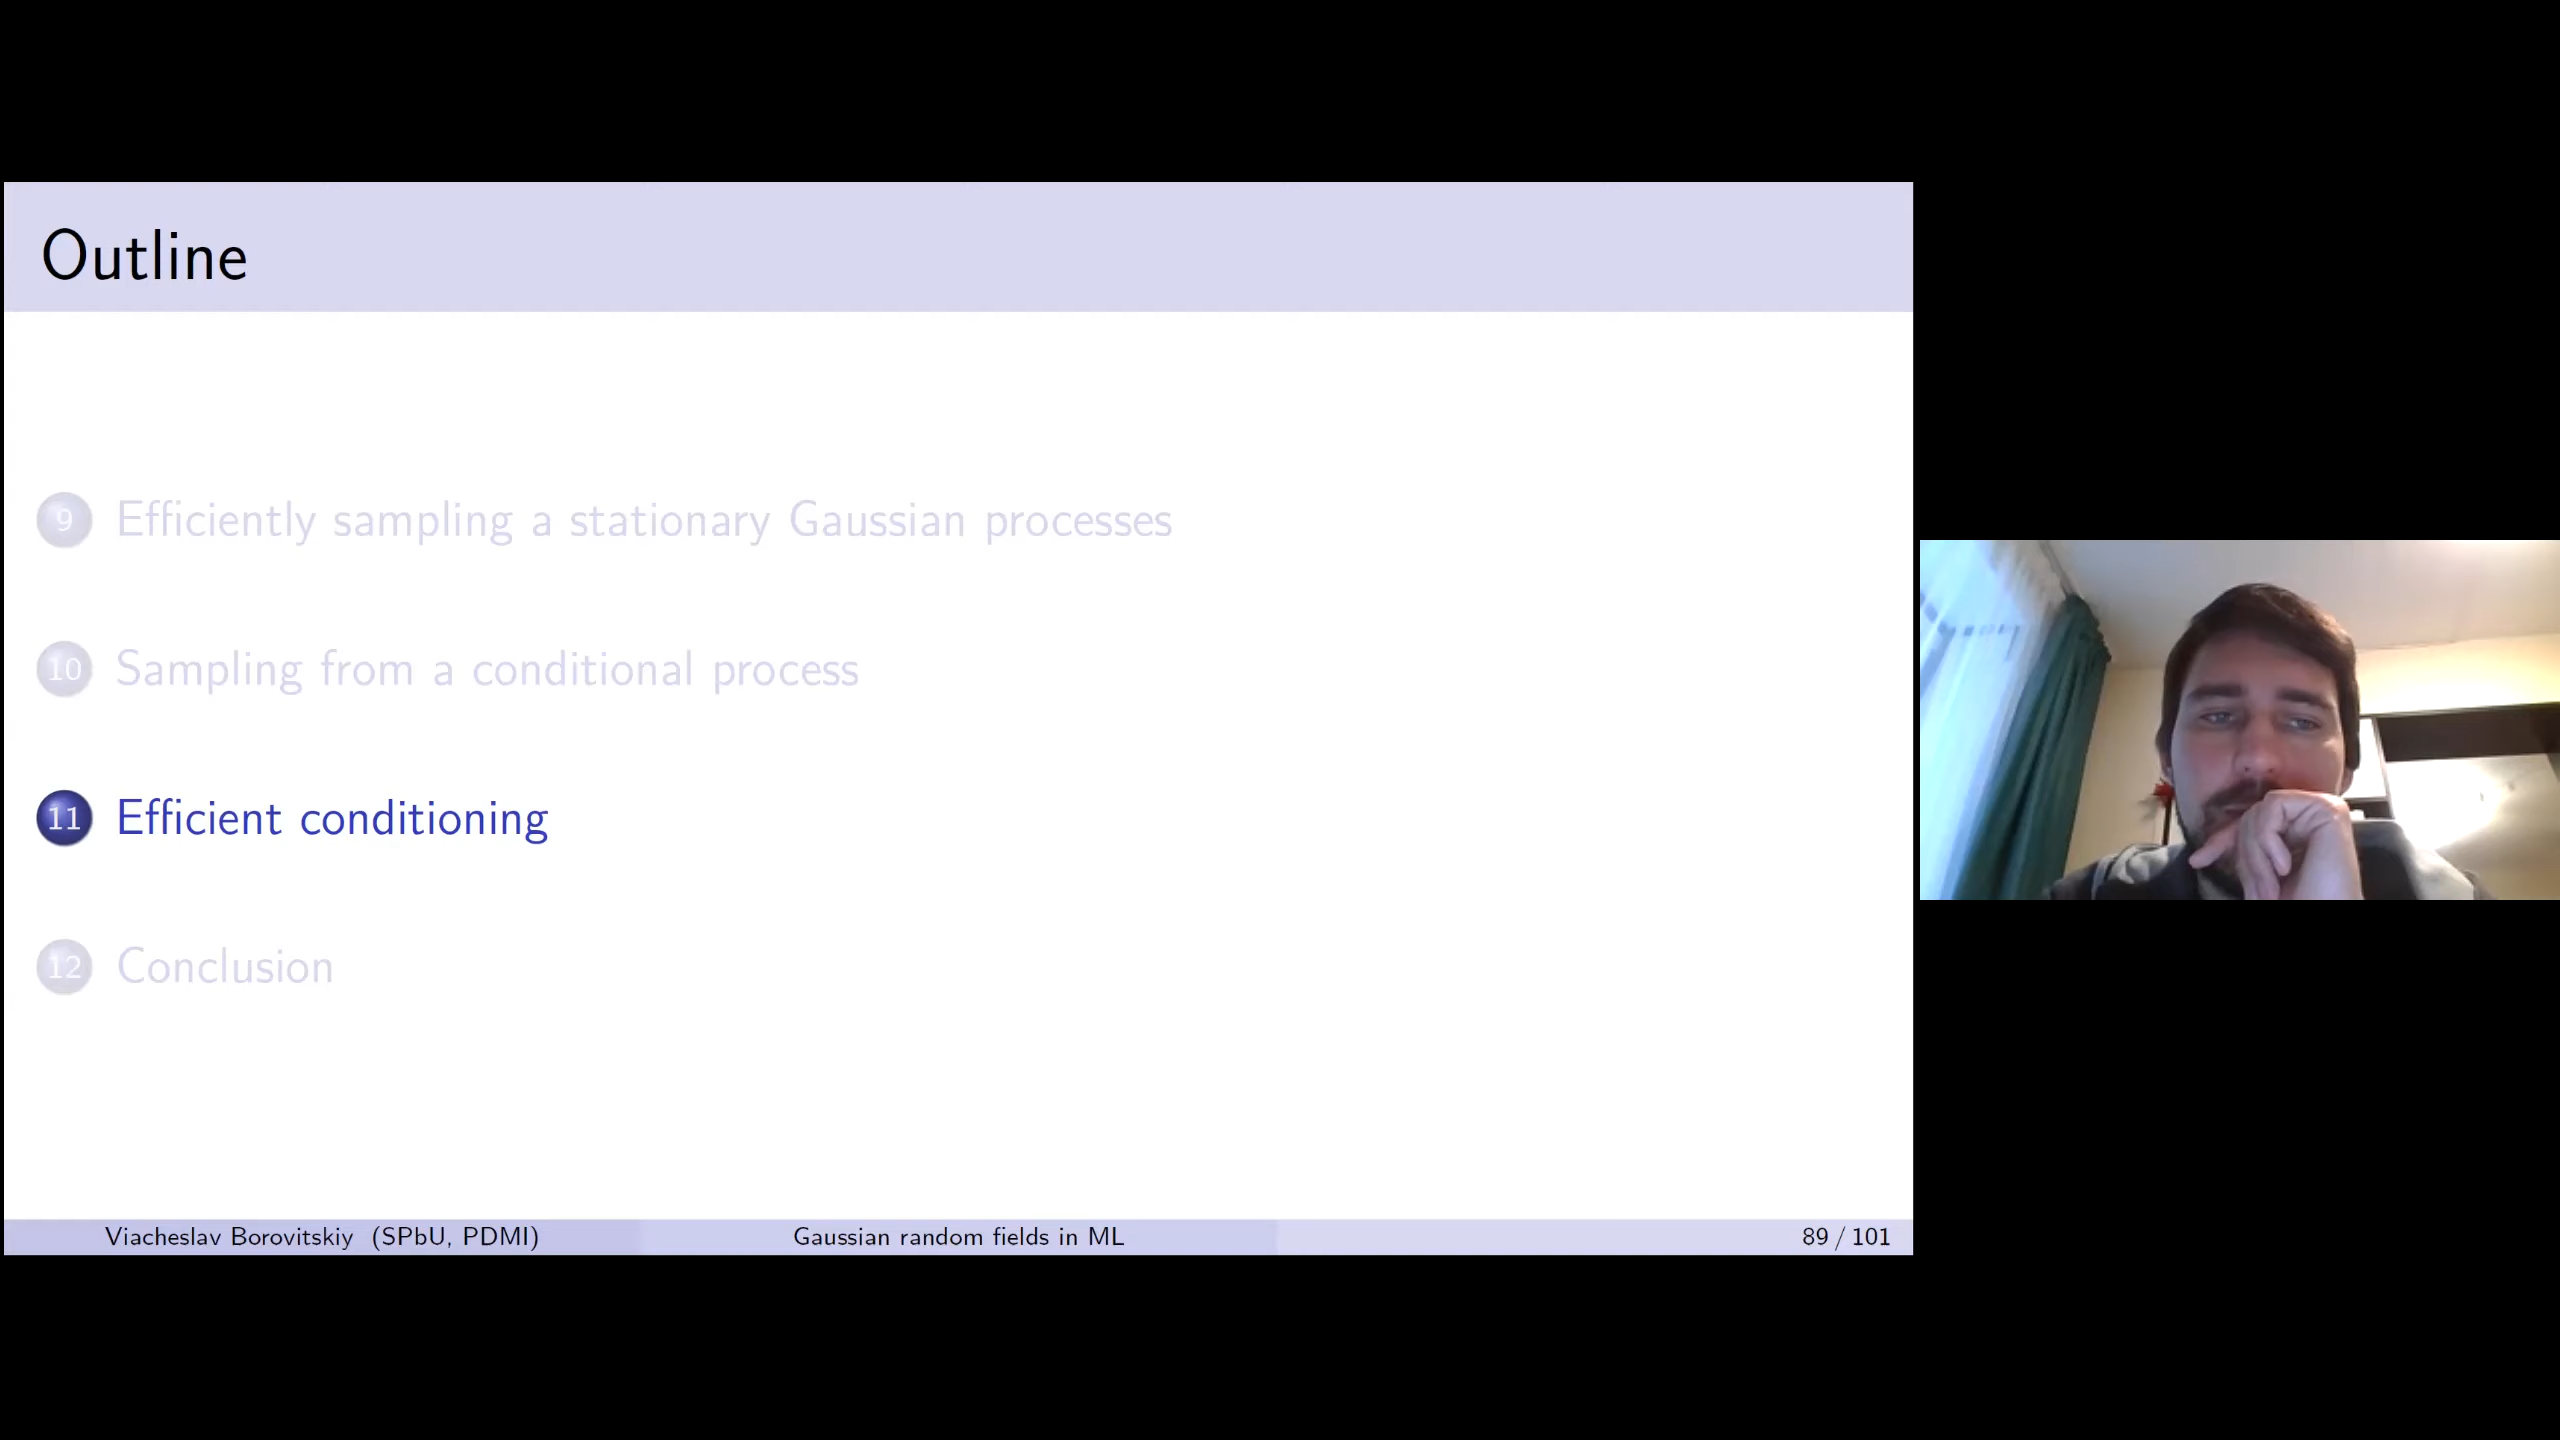 Outline
9 Efficiently sampling a stationary Gaussian processes
10 Sampling from a conditional process
11 Efficient conditioning
12 Conclusion
Viacheslav Borovitskiy (SPbU, PDMI) Gaussian random fields in ML 89 / 101